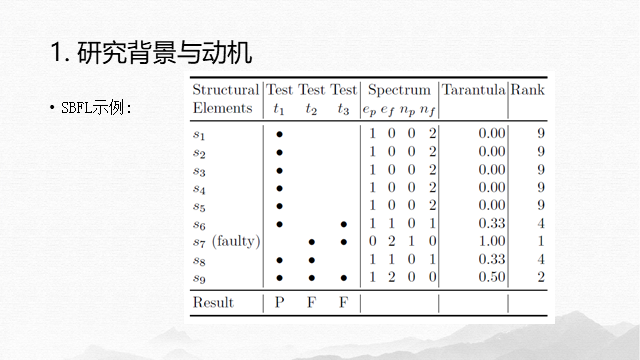 1. 研究背景与动机
• SBFL示例:
Structural Test Test Test Spectrum Tarantula Rank
Elements t1 t2 t3 ep ef np nf
s1 ● 1 0 0 2 0.00 9
s2 ● 1 0 0 2 0.00 9
s3 ● 1 0 0 2 0.00 9
s4 ● 1 0 0 2 0.00 9
s5 ● 1 0 0 2 0.00 9
s6 ● ● 1 1 0 1 0.33 4
s7 (faulty) ● ● 0 2 1 0 1.00 1
s8 ● ● 1 1 0 1 0.33 4
s9 ● ● ● 1 2 0 0 0.50 2
Result P F F